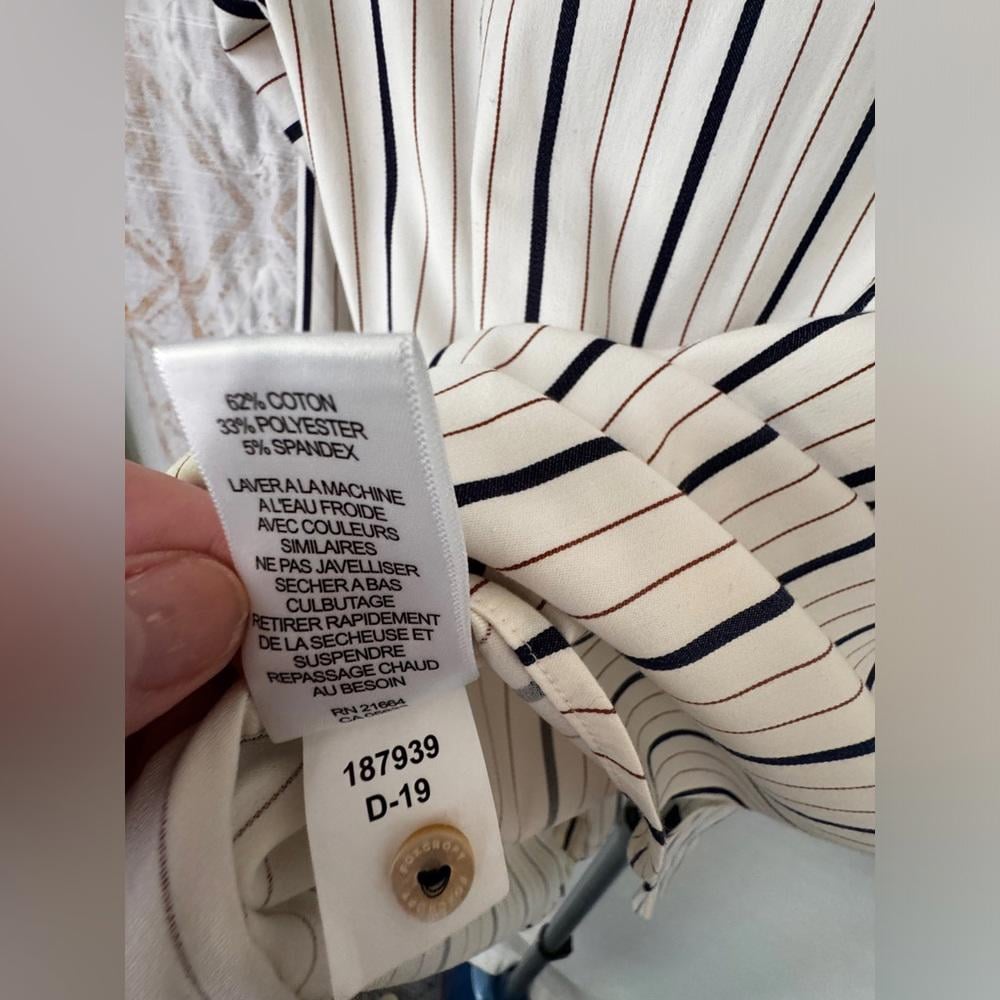 62% COTON
33% POLYESTER
5% SPANDEX
LAVER A LA MACHINE
A L'EAU FROIDE
AVEC COULEURS
SIMILAIRES
NE PAS JAVELLISER
SECHER A BAS
CULBUTAGE
RETIRER RAPIDEMENT
DE LA SECHEUSE ET
SUSPENDRE
REPASSAGE CHAUD
AU BESOIN
RN 21664
187939
D-19
FOXCROFT